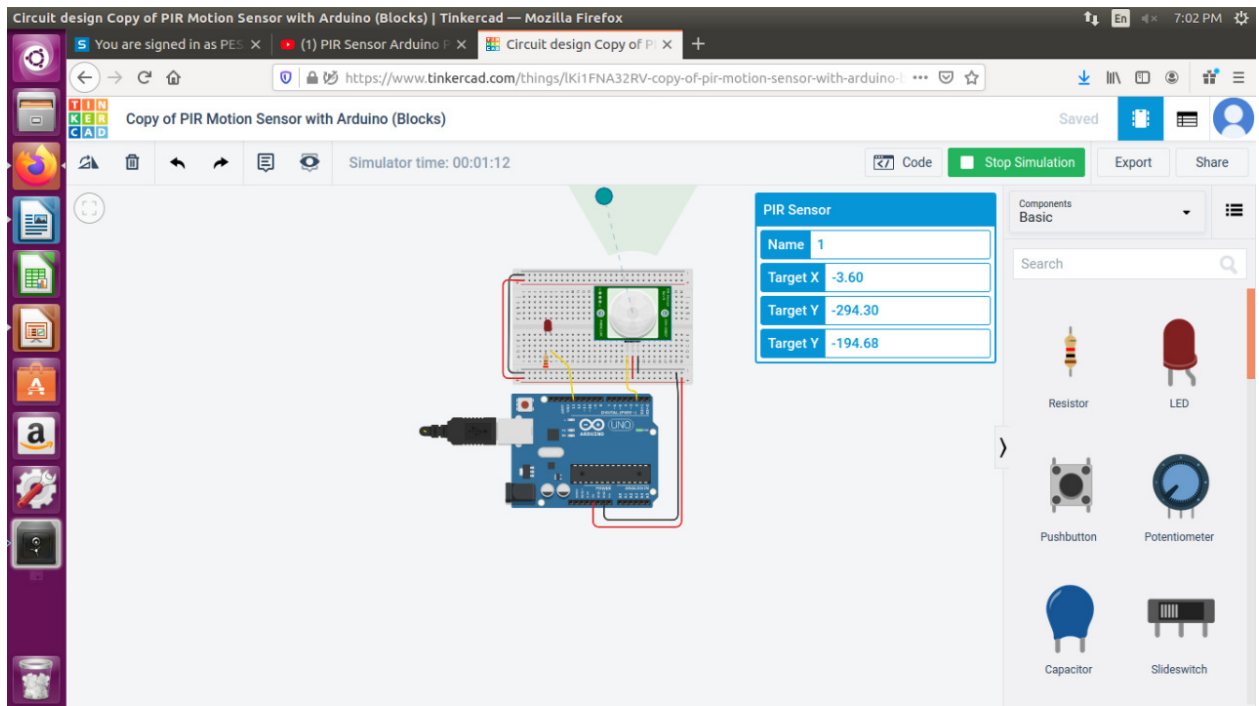 Circuit design Copy of PIR Motion Sensor with Arduino (Blocks) | Tinkercad — Mozilla Firefox
En
7:02 PM
You are signed in as PES
(1) PIR Sensor Arduino P
Circuit design Copy of PI
https://www.tinkercad.com/things/lKi1FNA32RV-copy-of-pir-motion-sensor-with-arduino-
TIN
KER
CAD
Copy of PIR Motion Sensor with Arduino (Blocks)
Saved
Simulator time: 00:01:12
Code
Stop Simulation
Export
Share
PIR Sensor
Name 1
Target X -3.60
Target Y -294.30
Target Y -194.68
Components
Basic
Search
Resistor
LED
Pushbutton
Potentiometer
Capacitor
Slideswitch
UNO
ARDUINO
POWER
ANALOG IN